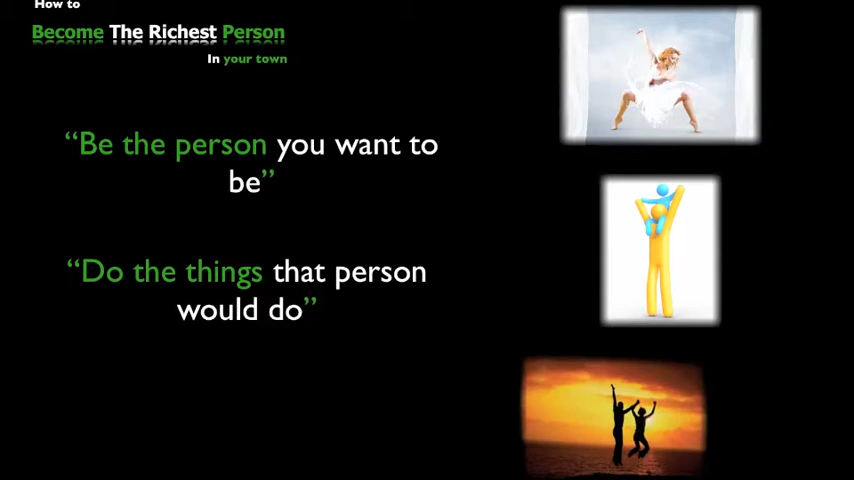 How to
Become The Richest Person
In your town
“Be the person you want to
be”
“Do the things that person
would do”